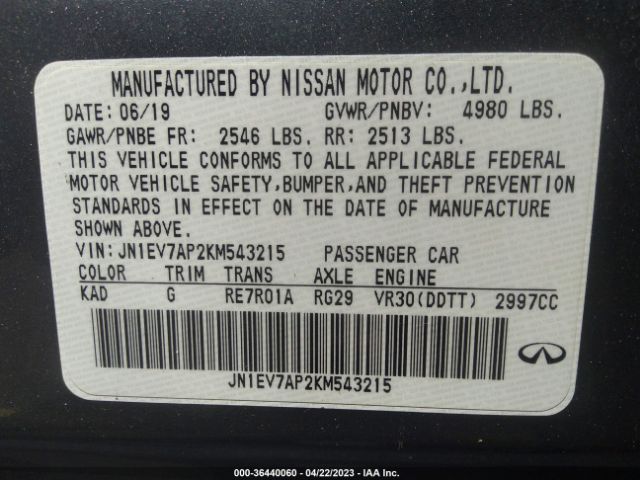 MANUFACTURED BY NISSAN MOTOR CO.,LTD.
DATE: 06/19 GVWR/PNBV: 4980 LBS.
GAWR/PNBE FR: 2546 LBS. RR: 2513 LBS.
THIS VEHICLE CONFORMS TO ALL APPLICABLE FEDERAL
MOTOR VEHICLE SAFETY,BUMPER,AND THEFT PREVENTION
STANDARDS IN EFFECT ON THE DATE OF MANUFACTURE
SHOWN ABOVE.
VIN:JN1EV7AP2KM543215 PASSENGER CAR
COLOR TRIM TRANS AXLE ENGINE
KAD G RE7R01A RG29 VR30(DDTT) 2997CC
JN1EV7AP2KM543215
000-36440060 - 04/22/2023 - IAA Inc.